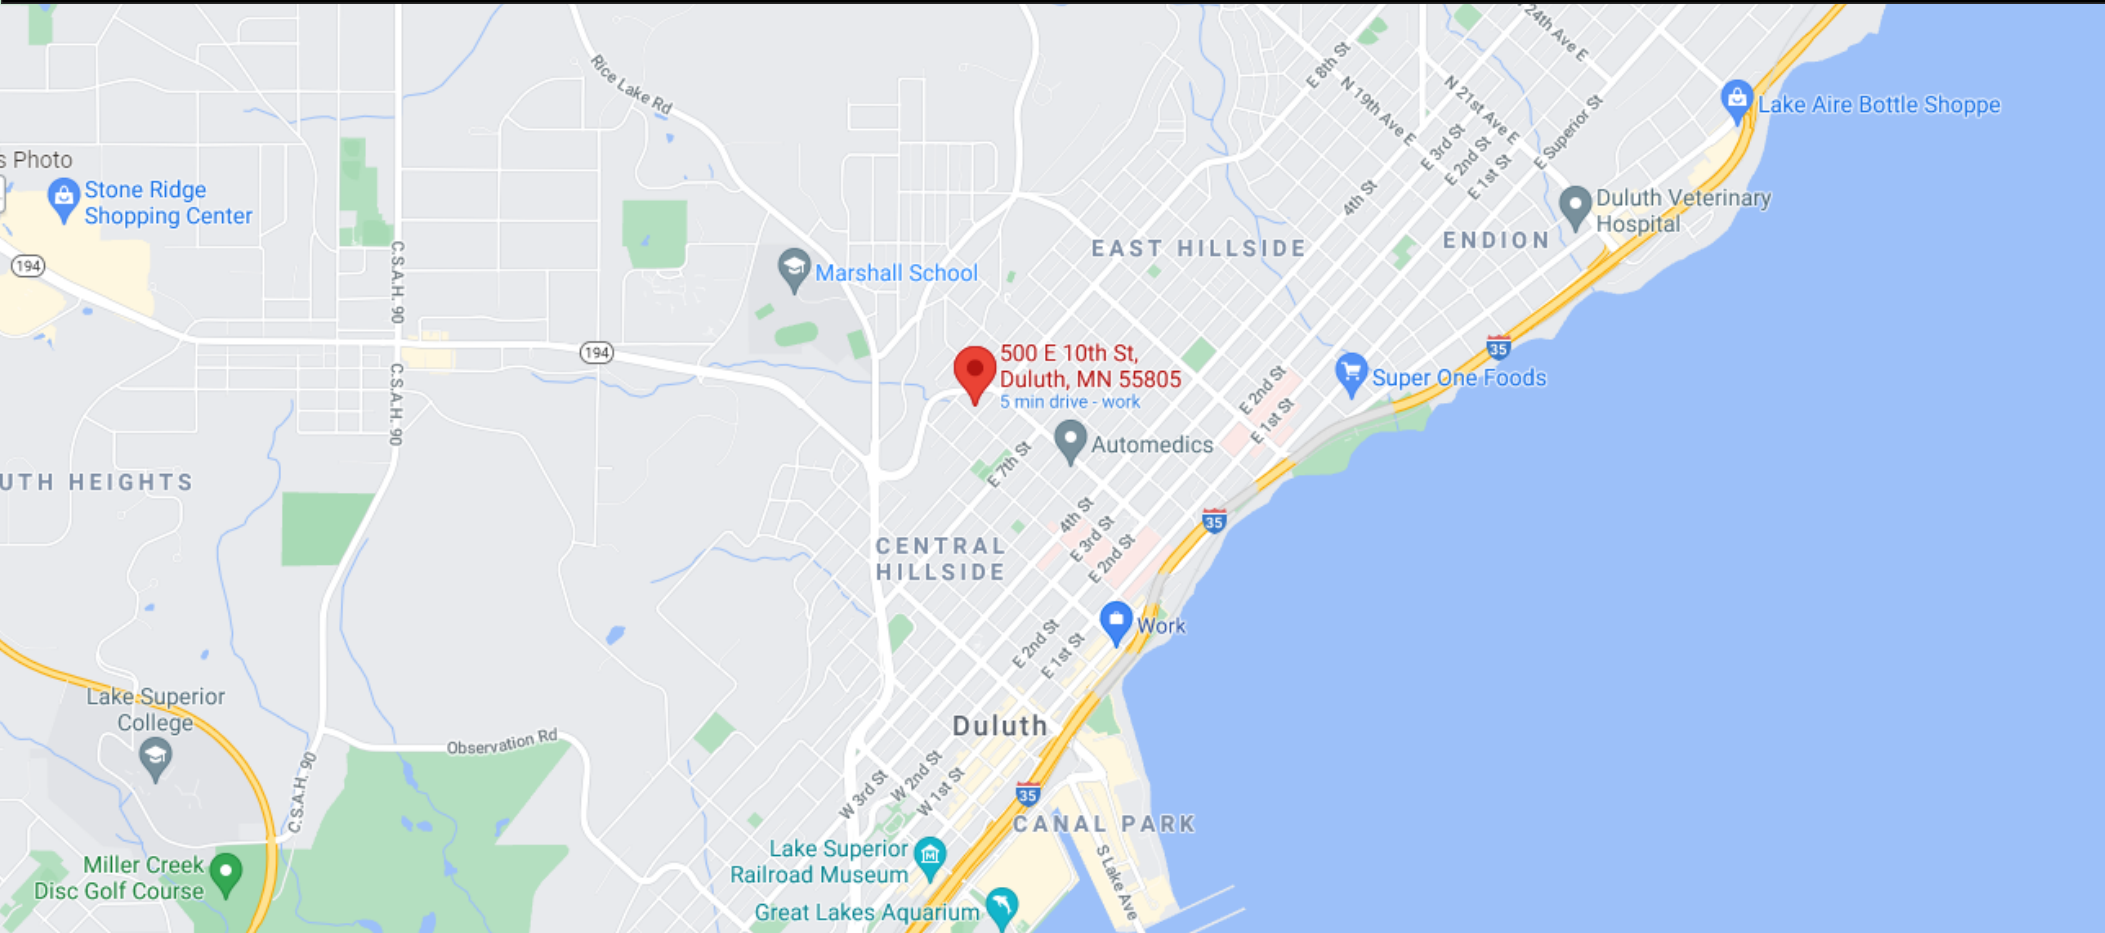 24th Ave E
E 8th St
Rice Lake Rd
N 19th Ave E
N 21st Ave E
E Superior St
Lake Aire Bottle Shoppe
s Photo
E 3rd St
E 2nd St
E 1st St
Stone Ridge
Shopping Center
4th St
Duluth Veterinary
Hospital
EAST HILLSIDE
ENDION
194
C.S.A.H. 90
Marshall School
194
500 E 10th St,
Duluth, MN 55805
5 min drive - work
35
Super One Foods
C.S.A.H. 90
E 2nd St
E 1st St
Automedics
E 7th St
UTH HEIGHTS
4th St
E 3rd St
E 2nd St
35
CENTRAL
HILLSIDE
Work
E 2nd St
E 1st St
Lake Superior
College
Duluth
Observation Rd
C.S.A.H. 90
W 3rd St
W 2nd St
W 1st St
35
CANAL PARK
Lake Superior
Railroad Museum
S Lake Ave
Miller Creek
Disc Golf Course
Great Lakes Aquarium